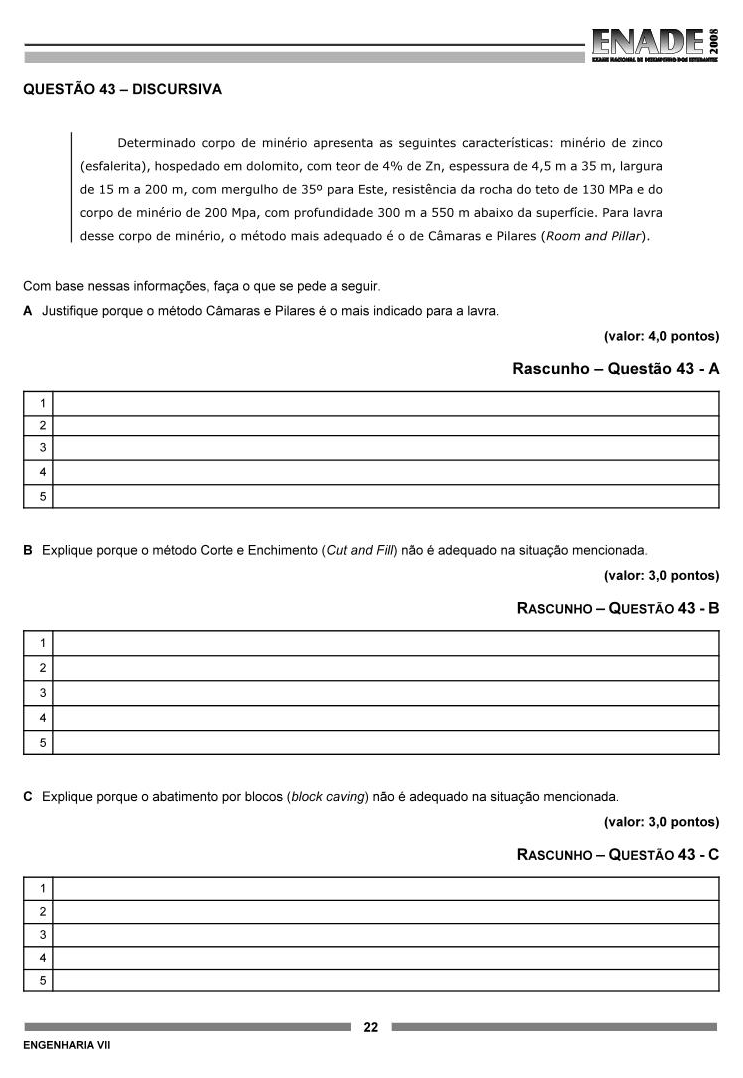 ENADE 2008
EXAME NACIONAL DE DESEMPENHO DOS ESTUDANTES
QUESTÃO 43 – DISCURSIVA
Determinado corpo de minério apresenta as seguintes características: minério de zinco
(esfalerita), hospedado em dolomito, com teor de 4% de Zn, espessura de 4,5 m a 35 m, largura
de 15 m a 200 m, com mergulho de 35º para Este, resistência da rocha do teto de 130 MPa e do
corpo de minério de 200 Mpa, com profundidade 300 m a 550 m abaixo da superfície. Para lavra
desse corpo de minério, o método mais adequado é o de Câmaras e Pilares (Room and Pillar).
Com base nessas informações, faça o que se pede a seguir.
A Justifique porque o método Câmaras e Pilares é o mais indicado para a lavra.
(valor: 4,0 pontos)
Rascunho – Questão 43 - A
1
2
3
4
5
B Explique porque o método Corte e Enchimento (Cut and Fill) não é adequado na situação mencionada.
(valor: 3,0 pontos)
RASCUNHO – QUESTÃO 43 - B
1
2
3
4
5
C Explique porque o abatimento por blocos (block caving) não é adequado na situação mencionada.
(valor: 3,0 pontos)
RASCUNHO – QUESTÃO 43 - C
1
2
3
4
5
22
ENGENHARIA VII